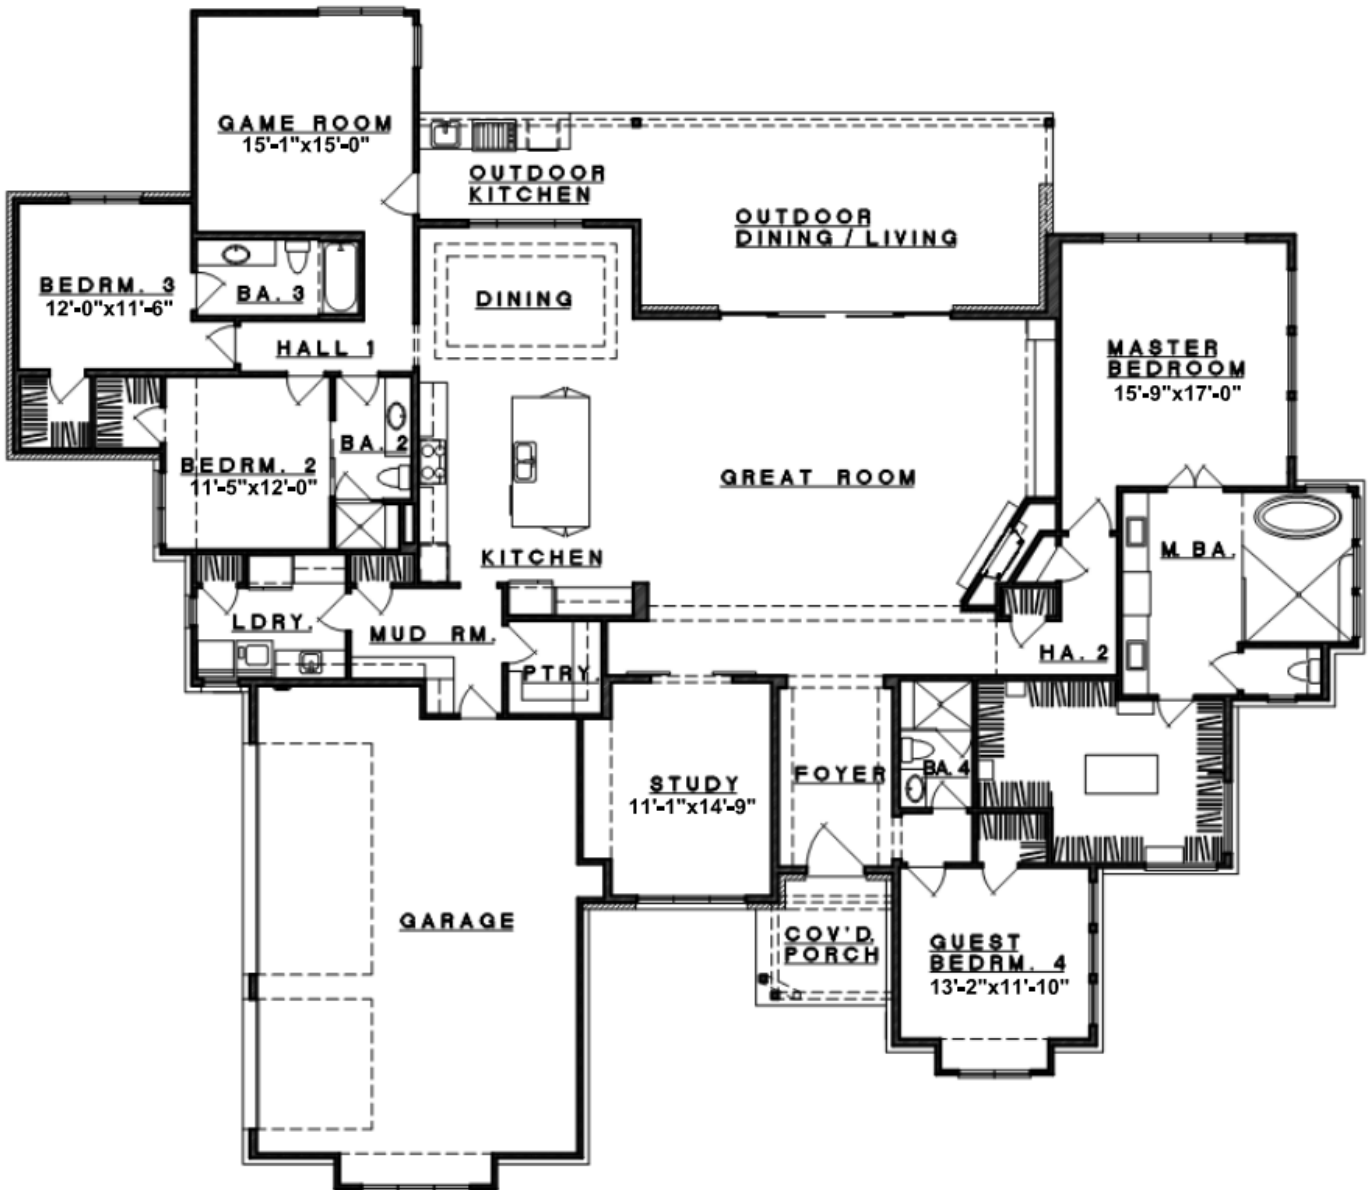 GAME ROOM
15'-1"x15'-0"
OUTDOOR
KITCHEN
OUTDOOR
DINING / LIVING
BEDRM. 3
12'-0"x11'-6"
BA. 3
DINING
HALL 1
MASTER
BEDROOM
15'-9"x17'-0"
BA. 2
BEDRM. 2
11'-5"x12'-0"
GREAT ROOM
KITCHEN
M. BA.
LDRY.
MUD RM.
HA. 2
PTRY.
STUDY
11'-1"x14'-9"
FOYER
BA. 4
GARAGE
COV'D.
PORCH
GUEST
BEDRM. 4
13'-2"x11'-10"